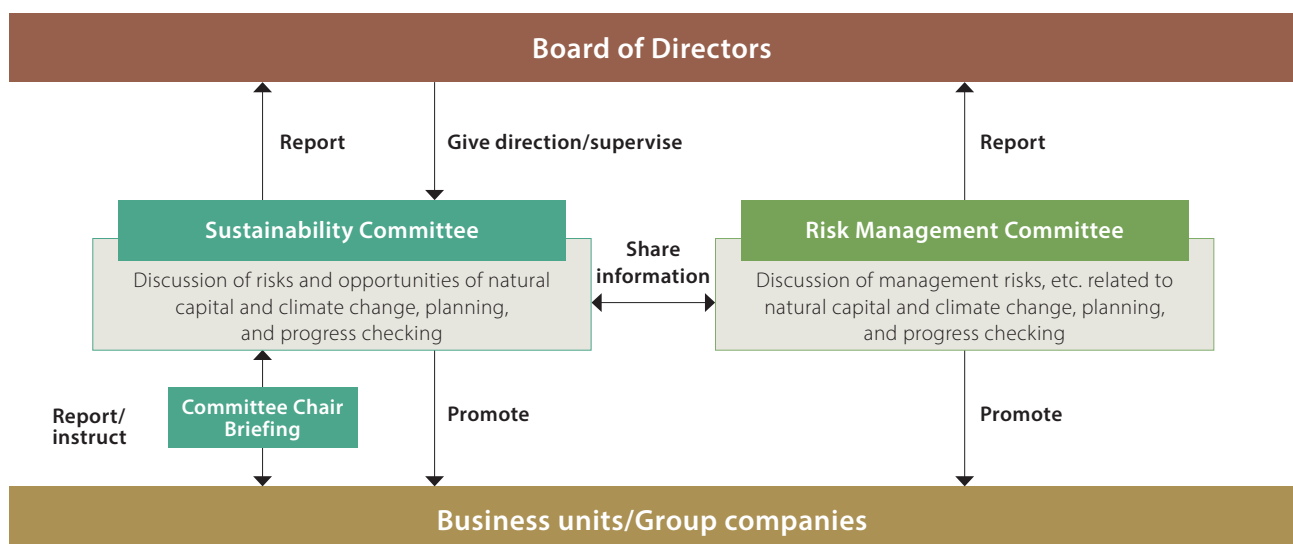 Board of Directors
Report
Give direction/supervise
Report
Sustainability Committee
Discussion of risks and opportunities of natural
capital and climate change, planning,
and progress checking
Share
information
Risk Management Committee
Discussion of management risks, etc. related to
natural capital and climate change, planning,
and progress checking
Report/
instruct
Committee Chair
Briefing
Promote
Promote
Business units/Group companies